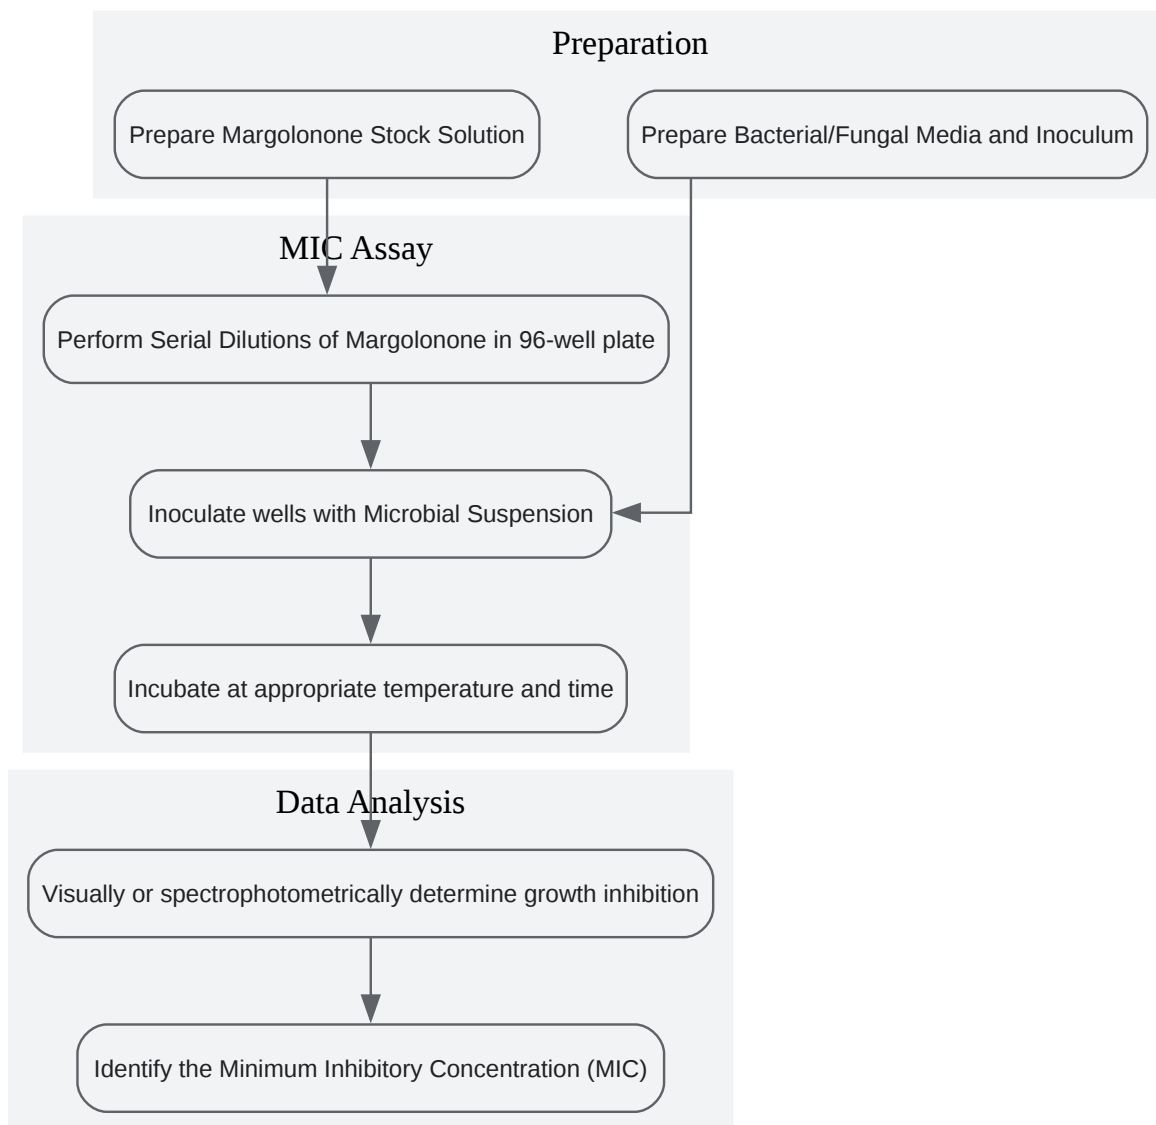 Preparation
Prepare Margolonone Stock Solution
Prepare Bacterial/Fungal Media and Inoculum
MIC Assay
Perform Serial Dilutions of Margolonone in 96-well plate
Inoculate wells with Microbial Suspension
Incubate at appropriate temperature and time
Data Analysis
Visually or spectrophotometrically determine growth inhibition
Identify the Minimum Inhibitory Concentration (MIC)